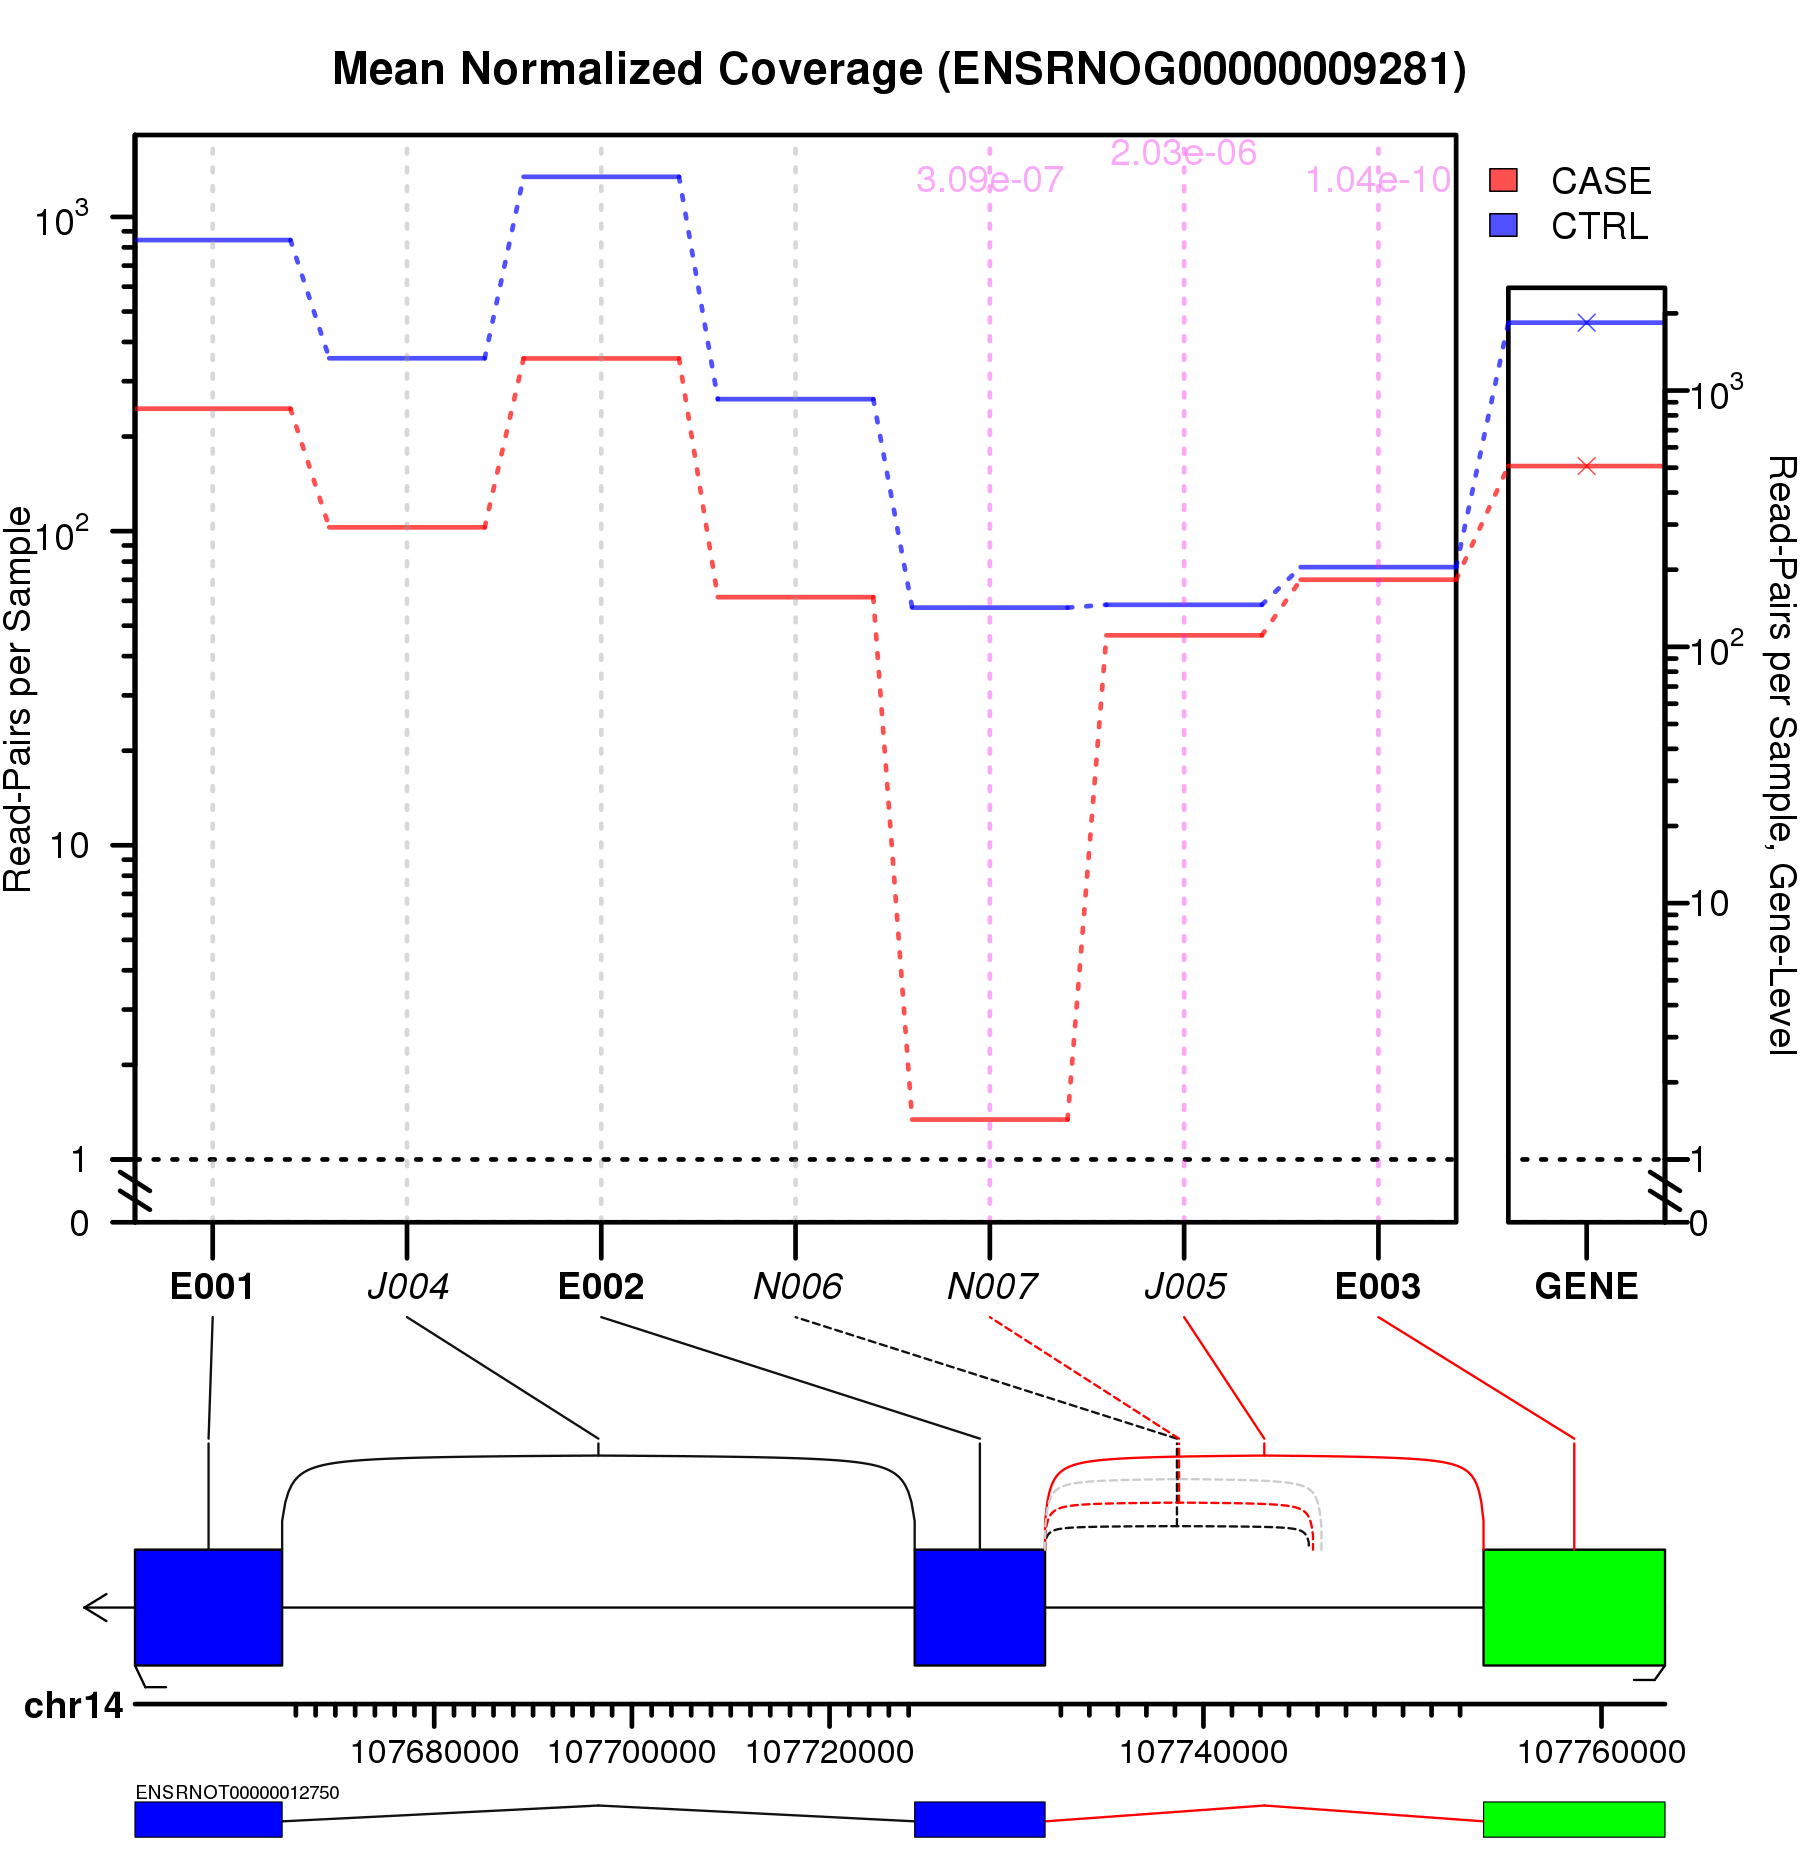 Mean Normalized Coverage (ENSRNOG00000009281)
3.09e-07
2.03e-06
1.04e-10
CASE
CTRL
Read-Pairs per Sample
10³
10²
10
1
0
10³
10²
10
1
0
Read-Pairs per Sample, Gene-Level
E001 J004 E002 N006 N007 J005 E003 GENE
chr14
107680000 107700000 107720000 107740000 107760000
ENSRNOT00000012750